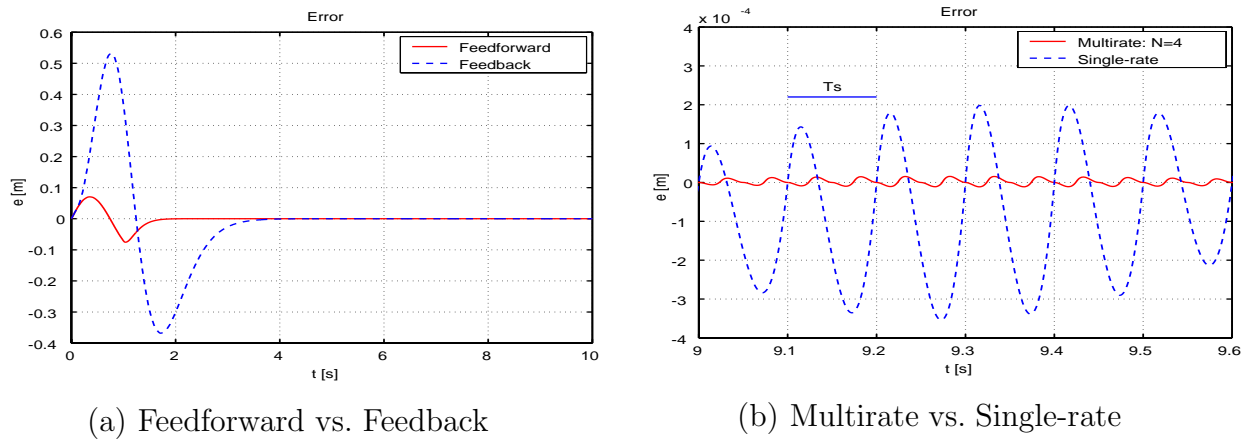 Error
0.6
0.5
0.4
0.3
0.2
0.1
0
-0.1
-0.2
-0.3
-0.4
e [m]
Feedforward
Feedback
0 2 4 6 8 10
t [s]
(a) Feedforward vs. Feedback
x 10 -4
Error
4
3
2
1
0
-1
-2
-3
-4
e [m]
Multirate: N=4
Single-rate
Ts
9 9.1 9.2 9.3 9.4 9.5 9.6
t [s]
(b) Multirate vs. Single-rate